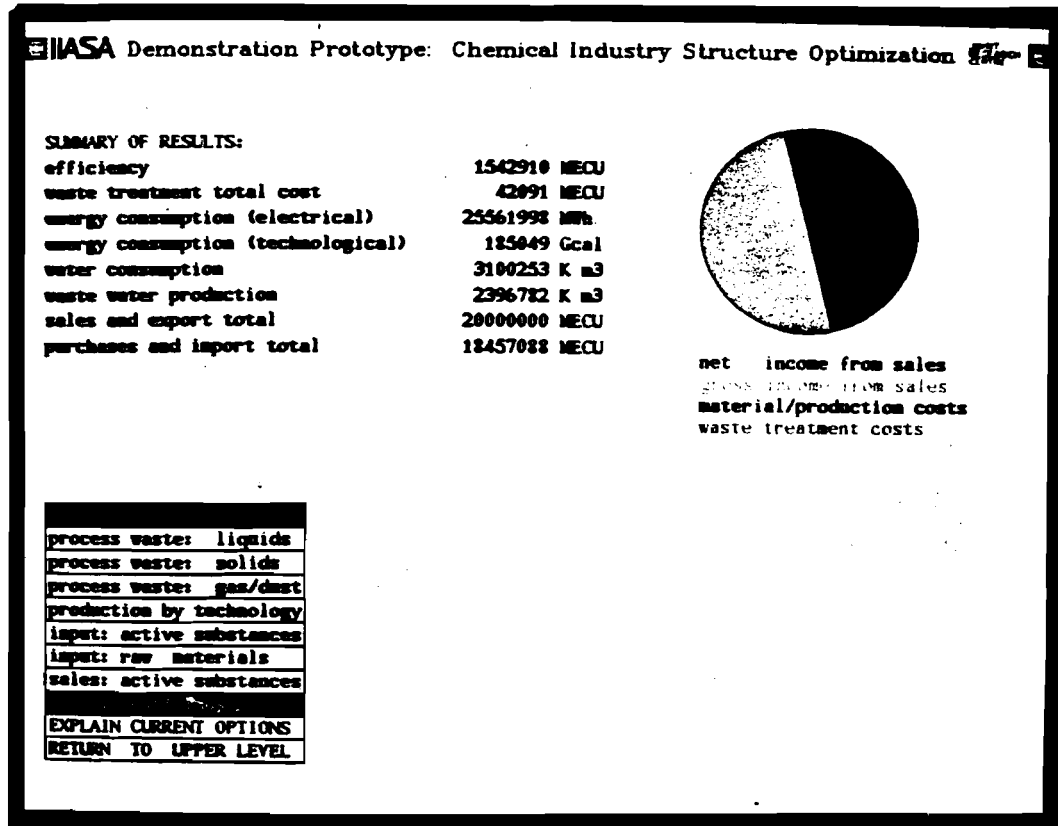 IIASA Demonstration Prototype: Chemical Industry Structure Optimization
SUMMARY OF RESULTS:
efficiency 1542910 MECU
waste treatment total cost 42091 MECU
energy consumption (electrical) 25561998 MWh
energy consumption (technological) 185049 Gcal
water consumption 3100253 K m3
waste water production 2396782 K m3
sales and export total 20000000 MECU
purchases and import total 18457088 MECU
net income from sales
gross income from sales
material/production costs
waste treatment costs
process waste: liquids
process waste: solids
process waste: gas/dust
production by technology
input: active substances
input: raw materials
sales: active substances
EXPLAIN CURRENT OPTIONS
RETURN TO UPPER LEVEL